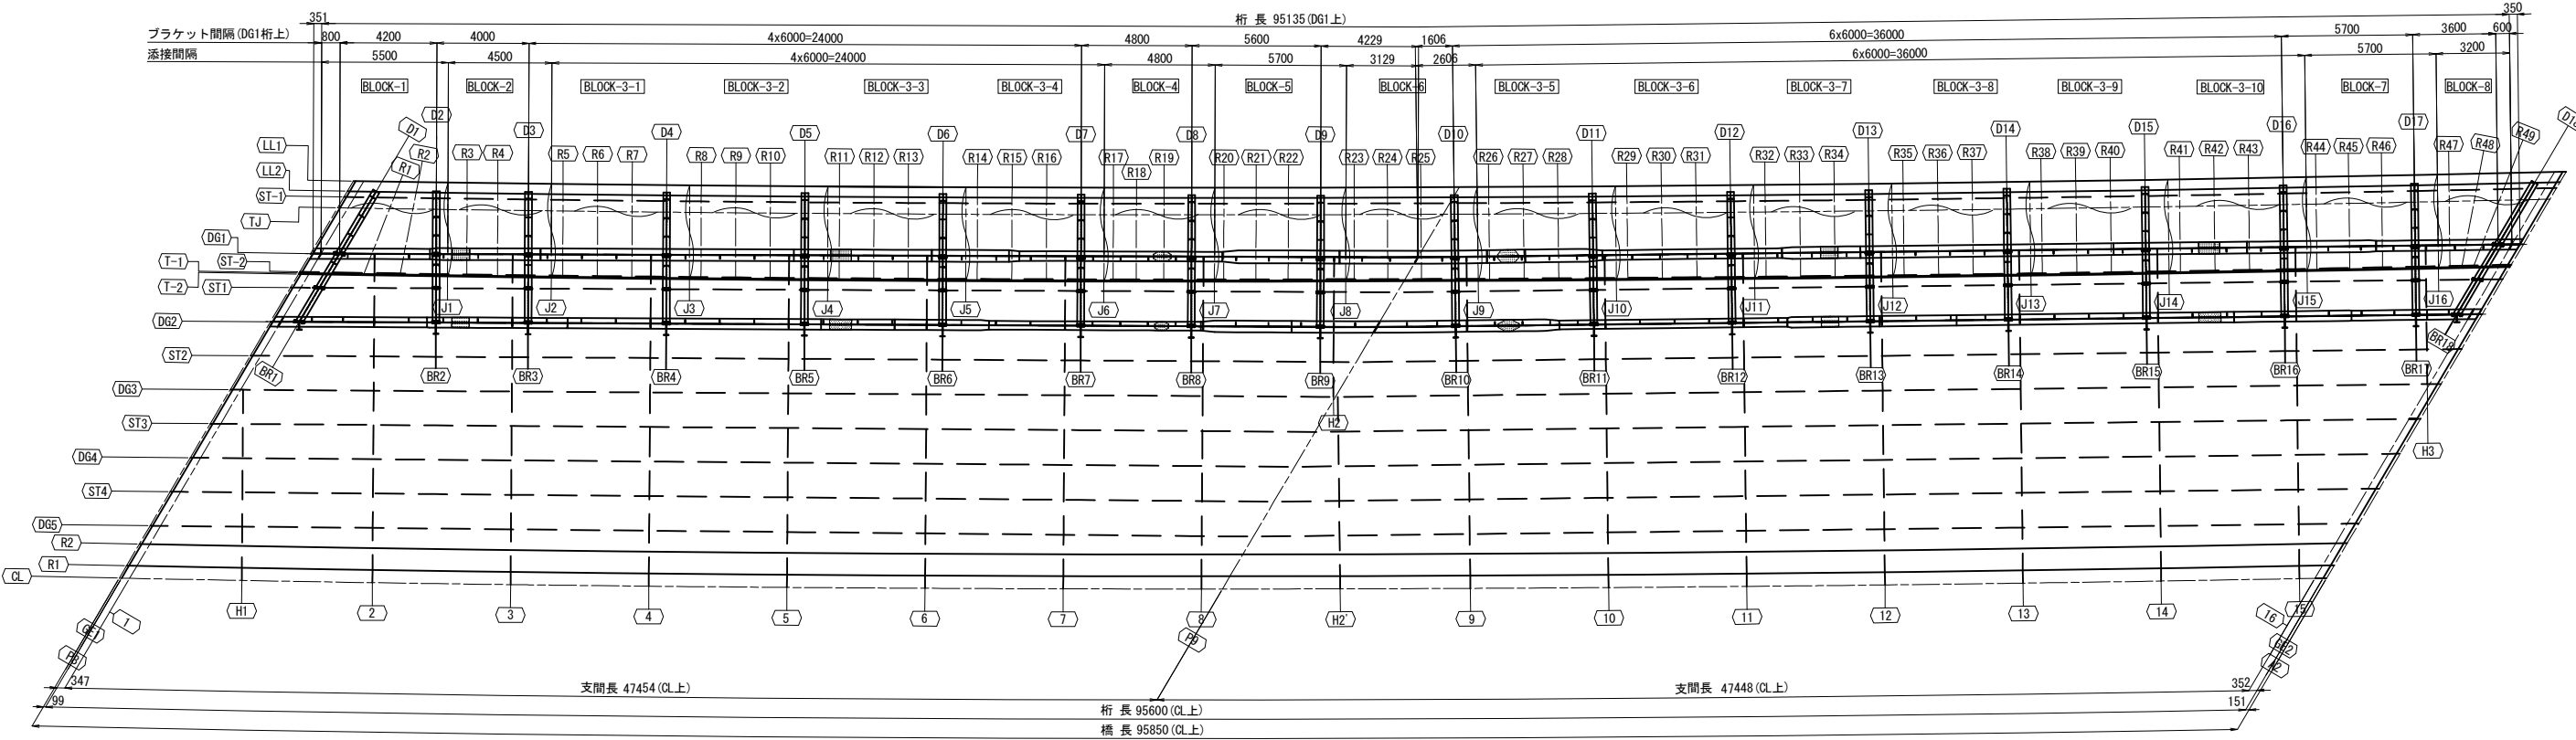 351 桁 長 95135(DG1上) 350
ブラケット間隔(DG1桁上) 800 4200 4000 4x6000=24000 4800 5600 4229 1606 6x6000=36000 5700 3600 600
添接間隔 5500 4500 4x6000=24000 4800 5700 3129 2606 6x6000=36000 5700 3200
BLOCK-1 BLOCK-2 BLOCK-3-1 BLOCK-3-2 BLOCK-3-3 BLOCK-3-4 BLOCK-4 BLOCK-5 BLOCK-6 BLOCK-3-5 BLOCK-3-6 BLOCK-3-7 BLOCK-3-8 BLOCK-3-9 BLOCK-3-10 BLOCK-7 BLOCK-8
D1 D2 D3 D4 D5 D6 D7 D8 D9 D10 D11 D12 D13 D14 D15 D16 D17
R1 R2 R3 R4 R5 R6 R7 R8 R9 R10 R11 R12 R13 R14 R15 R16 R17 R18 R19 R20 R21 R22 R23 R24 R25 R26 R27 R28 R29 R30 R31 R32 R33 R34 R35 R36 R37 R38 R39 R40 R41 R42 R43 R44 R45 R46 R47 R48 R49
LL1
LL2
ST-1
TJ
DG1
T-1 ST-2
T-2 ST1
J1 J2 J3 J4 J5 J6 J7 J8 J9 J10 J11 J12 J13 J14 J15 J16
DG2
ST2
BR1 BR2 BR3 BR4 BR5 BR6 BR7 BR8 BR9 BR10 BR11 BR12 BR13 BR14 BR15 BR16 BR17 BR18
DG3
ST3 H2
DG4 H3
ST4
DG5
R2
R1
CL
H1 2 3 4 5 6 7 8 H2' 9 10 11 12 13 14 15
1 16
GE1 P9 GE2
P8 A2
347 支間長 47454(CL上) 支間長 47448(CL上) 352
99 桁 長 95600(CL上) 151
橋 長 95850(CL上)